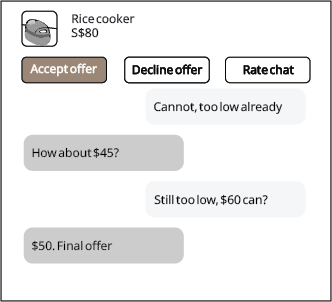 Rice cooker
S$80
Accept offer
Decline offer
Rate chat
Cannot, too low already
How about $45?
Still too low, $60 can?
$50. Final offer